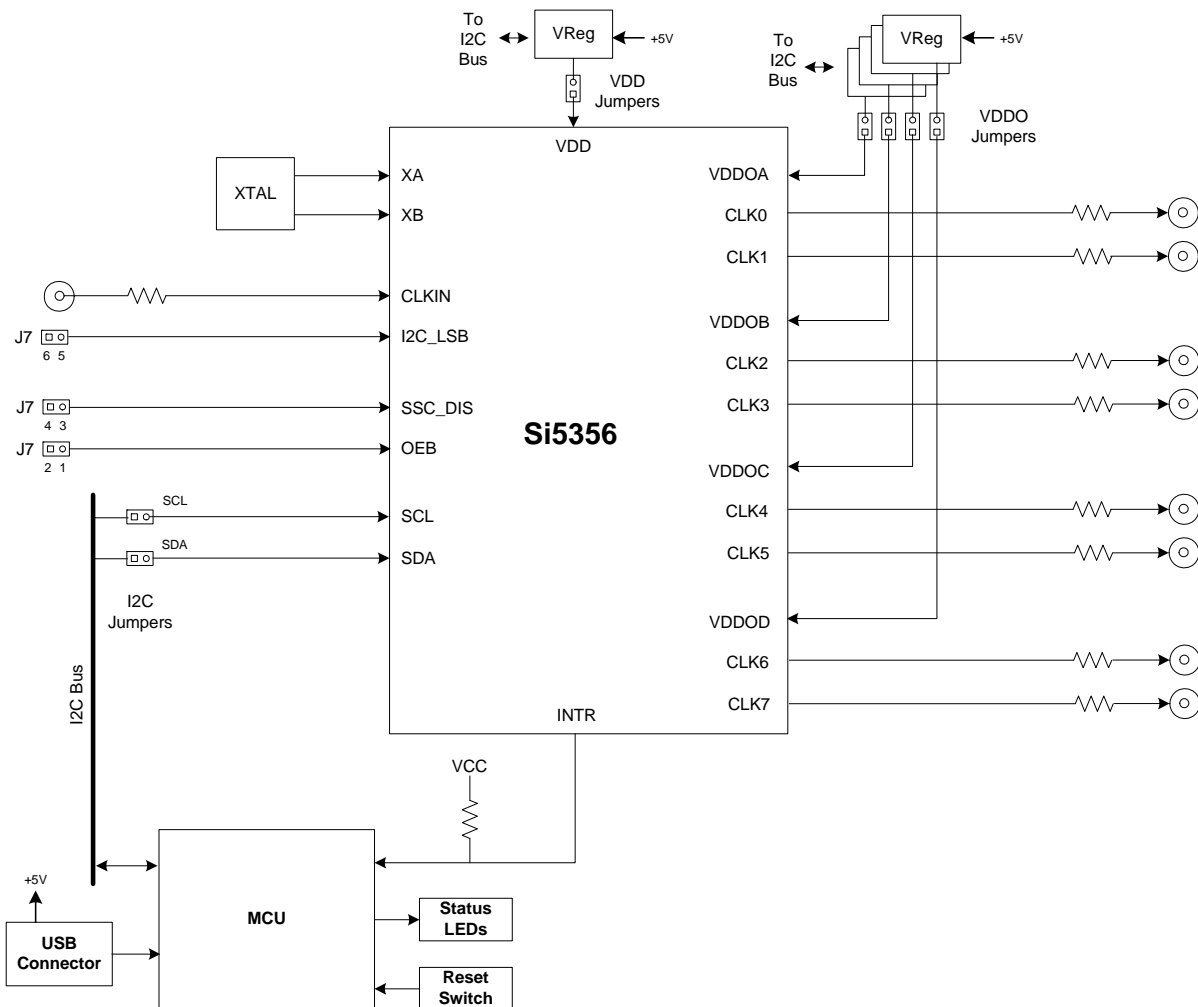 To
I2C
Bus
VReg
+5V
VDD
Jumpers
To
I2C
Bus
VReg
+5V
VDDO
Jumpers
VDD
XTAL
XA
XB
CLKIN
J7
6 5
I2C_LSB
J7
4 3
SSC_DIS
J7
2 1
OEB
SCL
SCL
SDA
SDA
I2C
Jumpers
I2C Bus
Si5356
VDDOA
CLK0
CLK1
VDDOB
CLK2
CLK3
VDDOC
CLK4
CLK5
VDDOD
CLK6
CLK7
INTR
VCC
MCU
+5V
USB
Connector
Status
LEDs
Reset
Switch